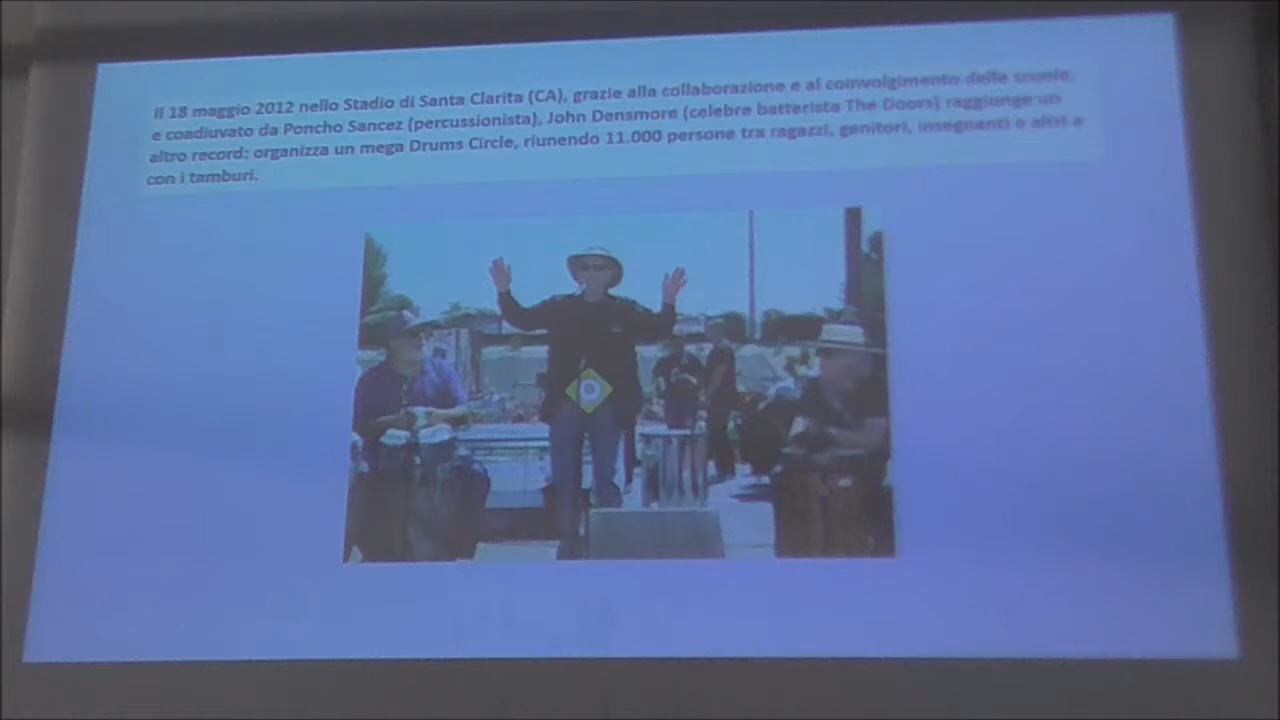 Il 18 maggio 2012 nello Stadio di Santa Clarita (CA), grazie alla collaborazione e al coinvolgimento delle scuole,
e coadiuvato da Poncho Sancez (percussionista), John Densmore (celebre batterista The Doors) raggiunge un
altro record: organizza un mega Drums Circle, riunendo 11.000 persone tra ragazzi, genitori, insegnanti e altri e
con i tamburi.